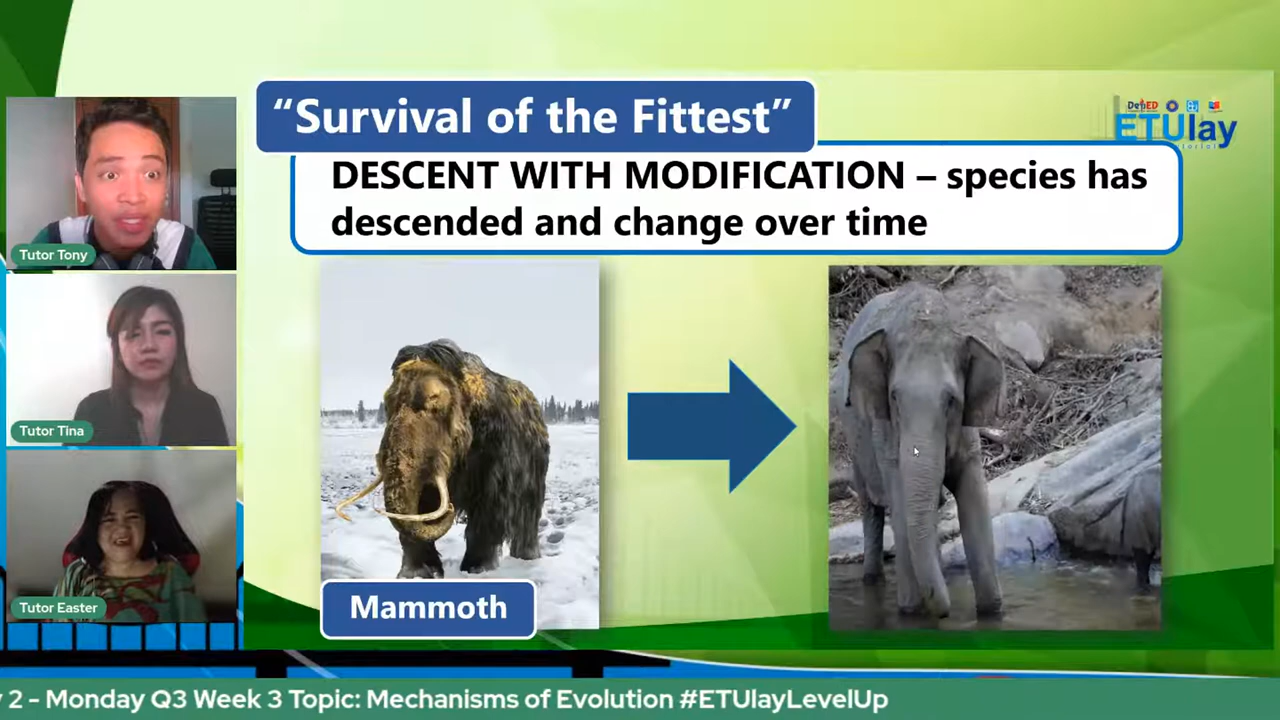 “Survival of the Fittest”
DESCENT WITH MODIFICATION – species has
descended and change over time
DepED
ETUlay
Tutor Tony
Tutor Tina
Tutor Easter
Mammoth
2 - Monday Q3 Week 3 Topic: Mechanisms of Evolution #ETUlayLevelUp